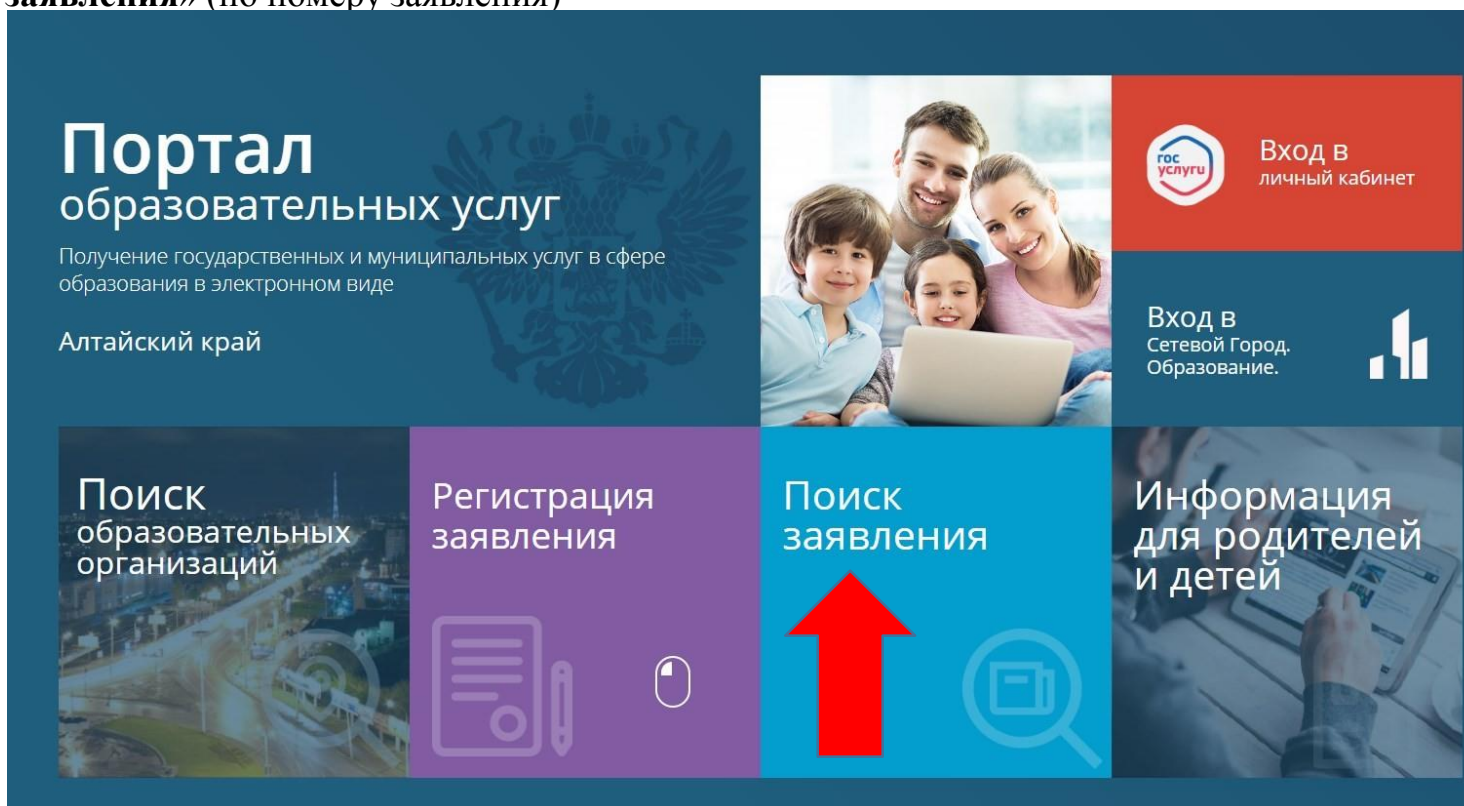 заявления» (по номеру заявления)
Портал
образовательных услуг
Получение государственных и муниципальных услуг в сфере
образования в электронном виде
Алтайский край
гос
услуги
Вход в
личный кабинет
Вход в
Сетевой Город.
Образование.
Поиск
образовательных
организаций
Регистрация
заявления
Поиск
заявления
Информация
для родителей
и детей